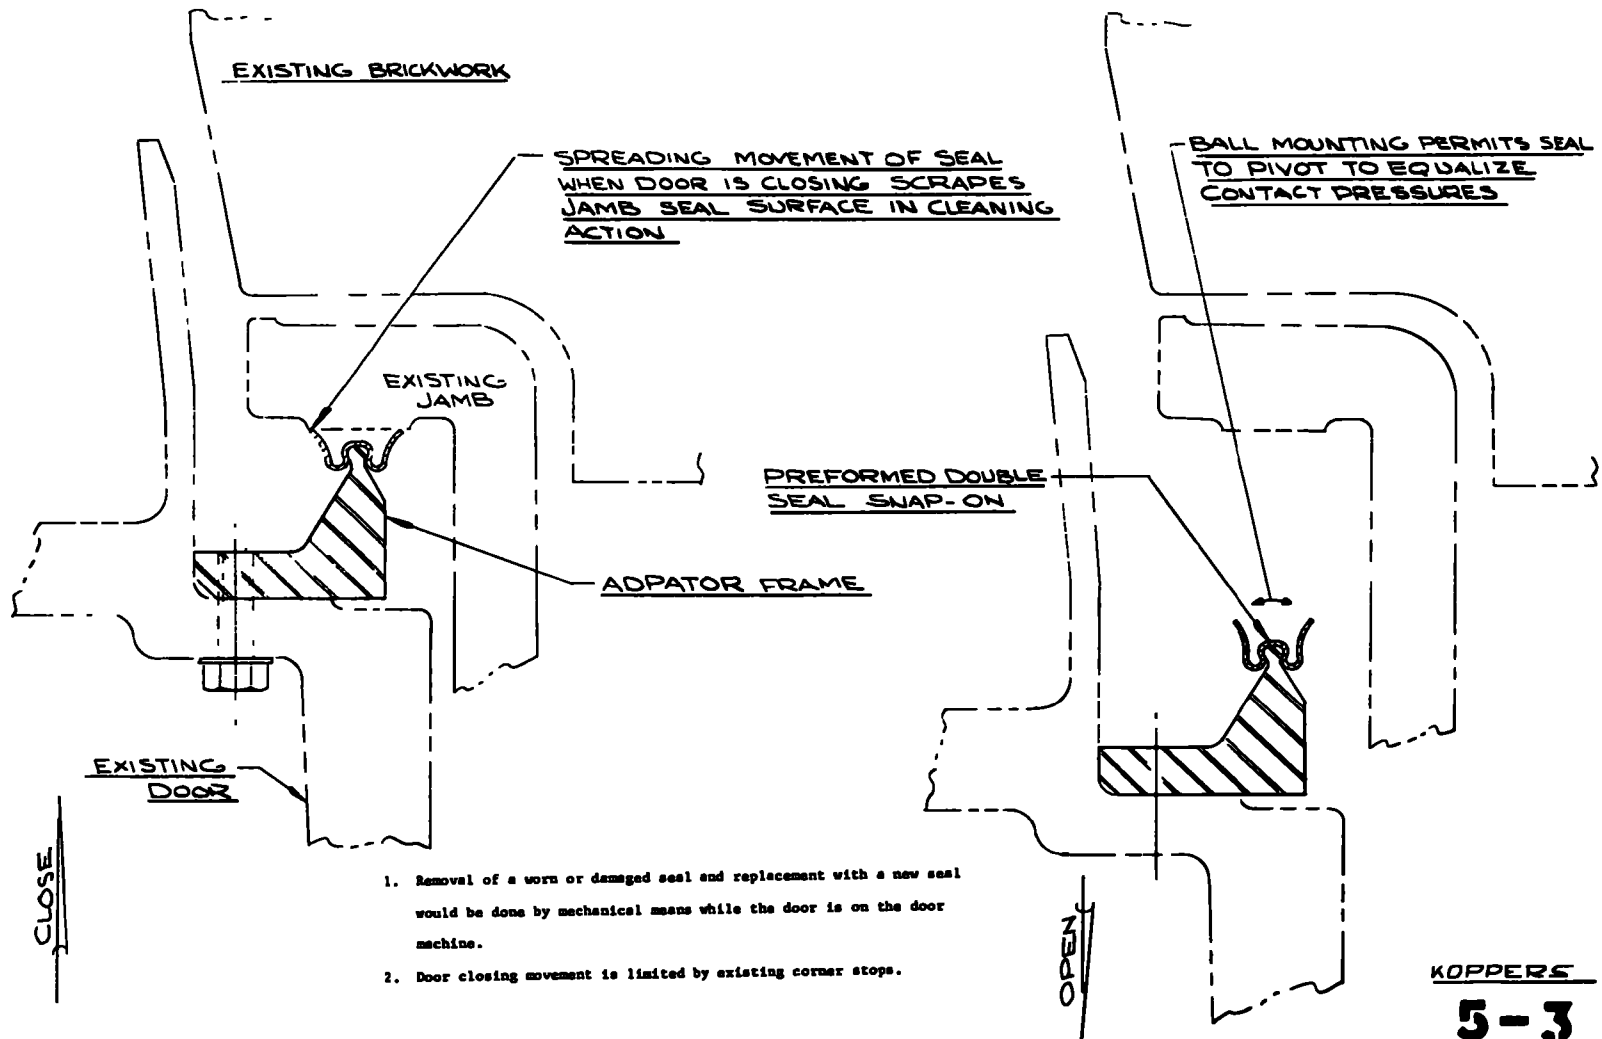 EXISTING BRICKWORK
SPREADING MOVEMENT OF SEAL
WHEN DOOR IS CLOSING SCRAPES
JAMB SEAL SURFACE IN CLEANING
ACTION
BALL MOUNTING PERMITS SEAL
TO PIVOT TO EQUALIZE
CONTACT PRESSURES
EXISTING
JAMB
PREFORMED DOUBLE
SEAL SNAP-ON
ADPATOR FRAME
EXISTING
DOOR
CLOSE
1. Removal of a worn or damaged seal and replacement with a new seal
would be done by mechanical means while the door is on the door
machine.
2. Door closing movement is limited by existing corner stops.
OPEN
KOPPERS
5-3